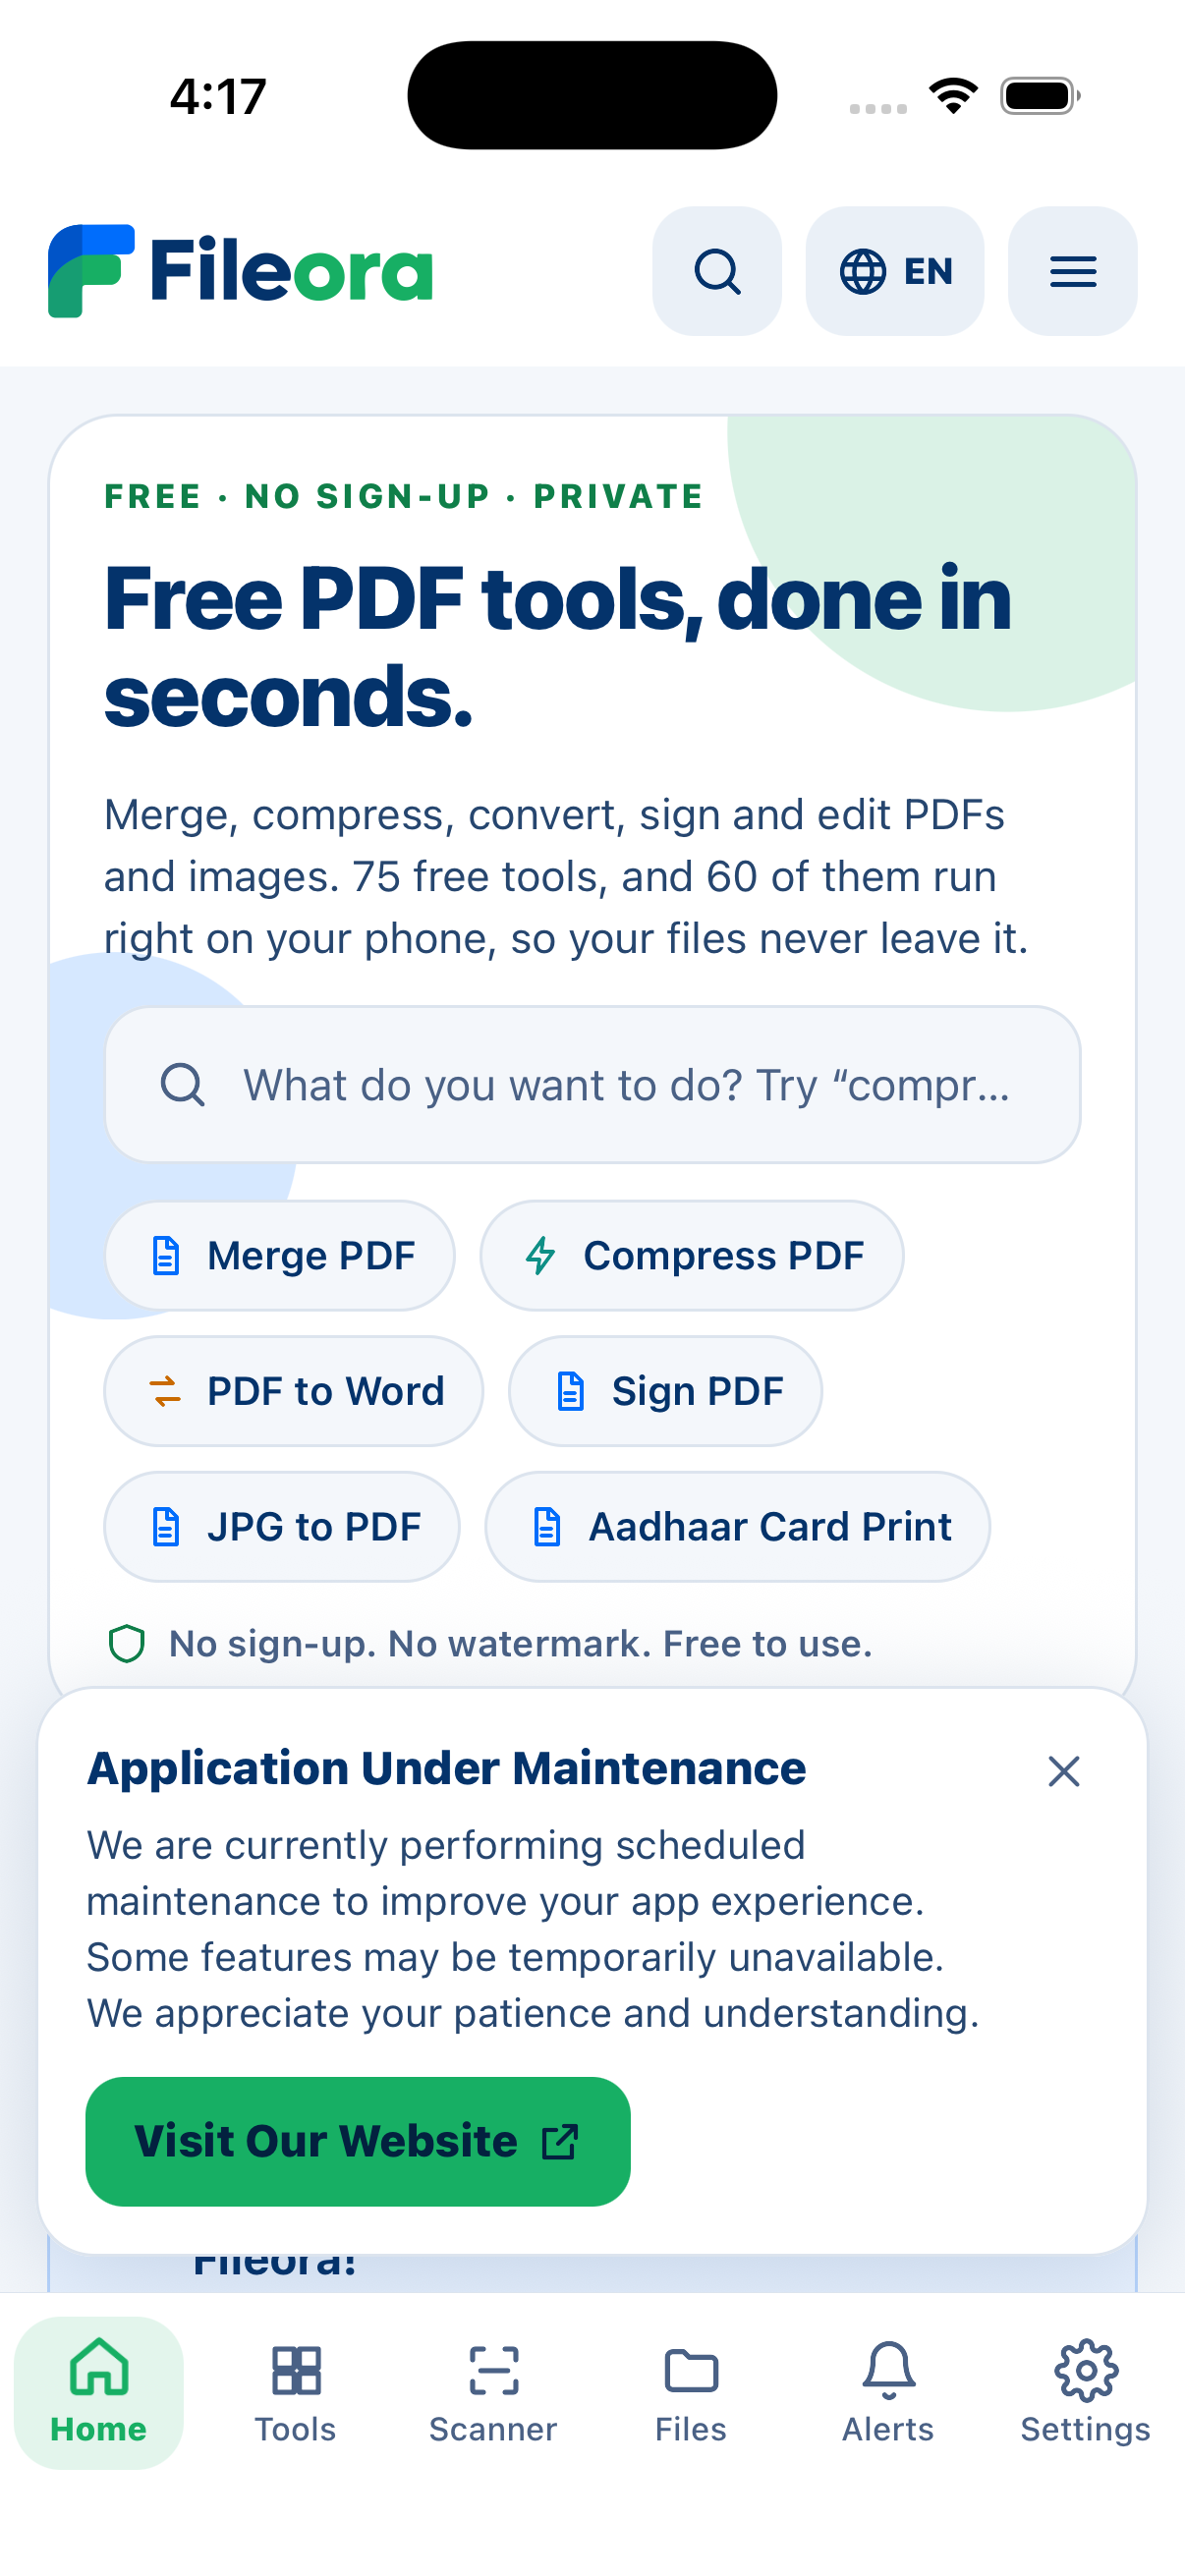 4:17
Fileora
EN
FREE · NO SIGN-UP · PRIVATE
Free PDF tools, done in
seconds.
Merge, compress, convert, sign and edit PDFs
and images. 75 free tools, and 60 of them run
right on your phone, so your files never leave it.
What do you want to do? Try “compr...
Merge PDF
Compress PDF
PDF to Word
Sign PDF
JPG to PDF
Aadhaar Card Print
No sign-up. No watermark. Free to use.
Application Under Maintenance
We are currently performing scheduled
maintenance to improve your app experience.
Some features may be temporarily unavailable.
We appreciate your patience and understanding.
Visit Our Website
Fileora!
Home
Tools
Scanner
Files
Alerts
Settings